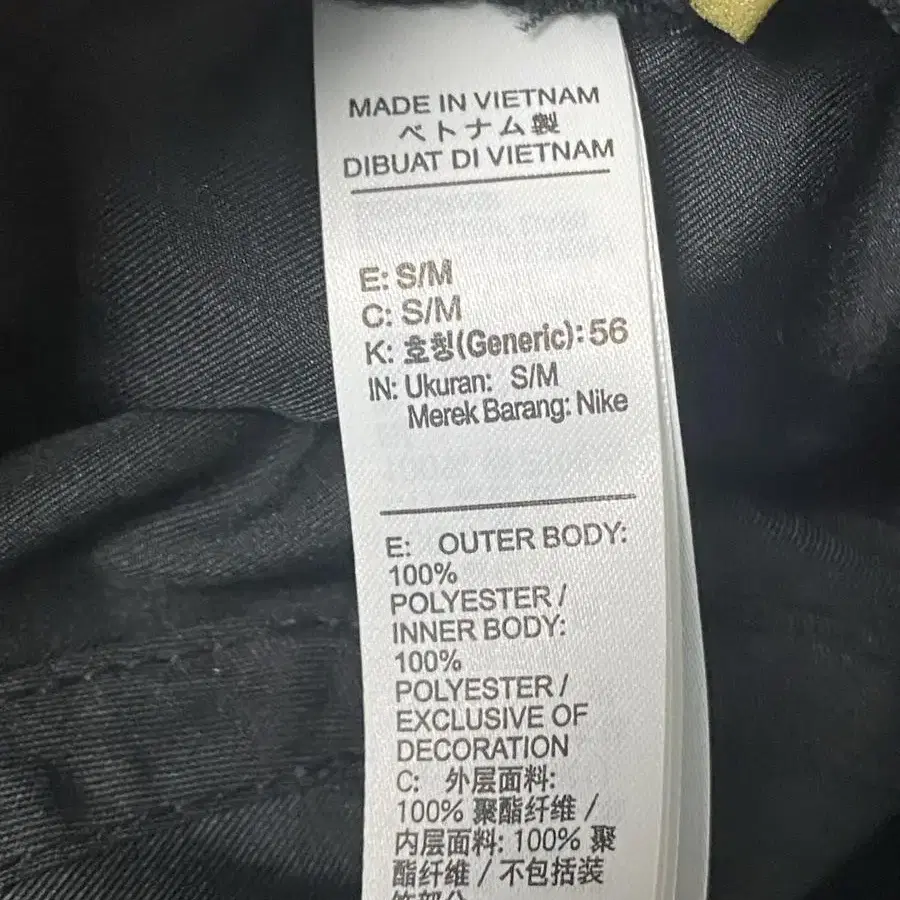 MADE IN VIETNAM
ベトナム製
DIBUAT DI VIETNAM
E: S/M
C: S/M
K: 호칭(Generic): 56
IN: Ukuran: S/M
Merek Barang: Nike
E: OUTER BODY:
100%
POLYESTER /
INNER BODY:
100%
POLYESTER /
EXCLUSIVE OF
DECORATION
C: 外层面料:
100% 聚酯纤维 /
内层面料: 100% 聚
酯纤维 / 不包括装